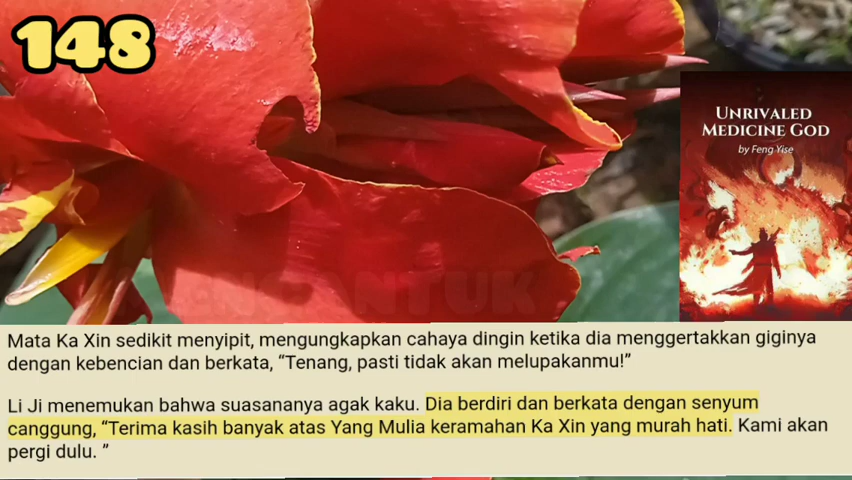 148
UNRIVALED
MEDICINE GOD
by Feng Yise
NGANTUK
Mata Ka Xin sedikit menyipit, mengungkapkan cahaya dingin ketika dia menggertakkan giginya
dengan kebencian dan berkata, “Tenang, pasti tidak akan melupakanmu!”
Li Ji menemukan bahwa suasananya agak kaku. Dia berdiri dan berkata dengan senyum
canggung, “Terima kasih banyak atas Yang Mulia keramahan Ka Xin yang murah hati. Kami akan
pergi dulu. ”